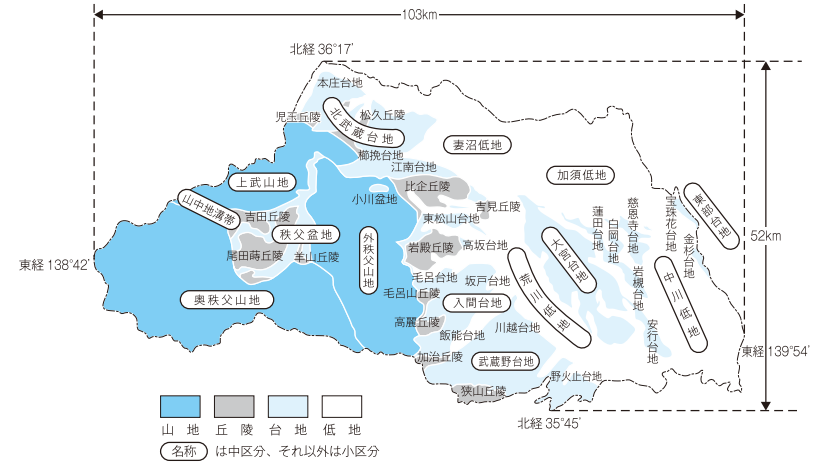 103km
北経 36°17′
本庄台地
児玉丘陵
松久丘陵
北武蔵台地
櫛挽台地
妻沼低地
江南台地
加須低地
上武山地
比企丘陵
小川盆地
山中地溝帯
吉見丘陵
吉田丘陵
東松山台地
秩父盆地
外秩父山地
岩殿丘陵
高坂台地
尾田蒔丘陵
羊山丘陵
大宮台地
蓮田台地
白岡台地
慈恩寺台地
宝珠花台地
金杉台地
東部台地
52km
東経 138°42′
毛呂台地
坂戸台地
荒川低地
岩槻台地
中川低地
奥秩父山地
毛呂山丘陵
入間台地
高麗丘陵
飯能台地
川越台地
安行台地
東経 139°54′
加治丘陵
武蔵野台地
野火止台地
狭山丘陵
北経 35°45′
山地
丘陵
台地
低地
名称 は中区分、それ以外は小区分